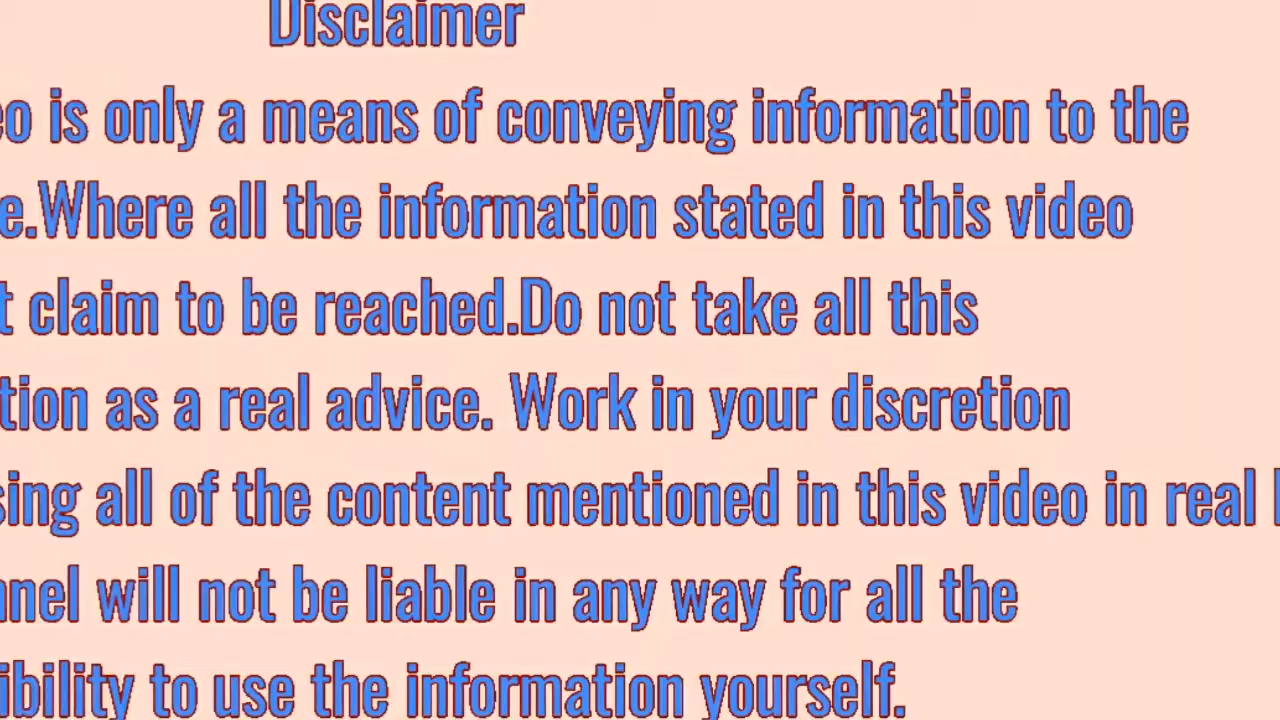 Disclaimer
eo is only a means of conveying information to the
e.Where all the information stated in this video
t claim to be reached.Do not take all this
tion as a real advice. Work in your discretion
sing all of the content mentioned in this video in real
nnel will not be liable in any way for all the
ibility to use the information yourself.